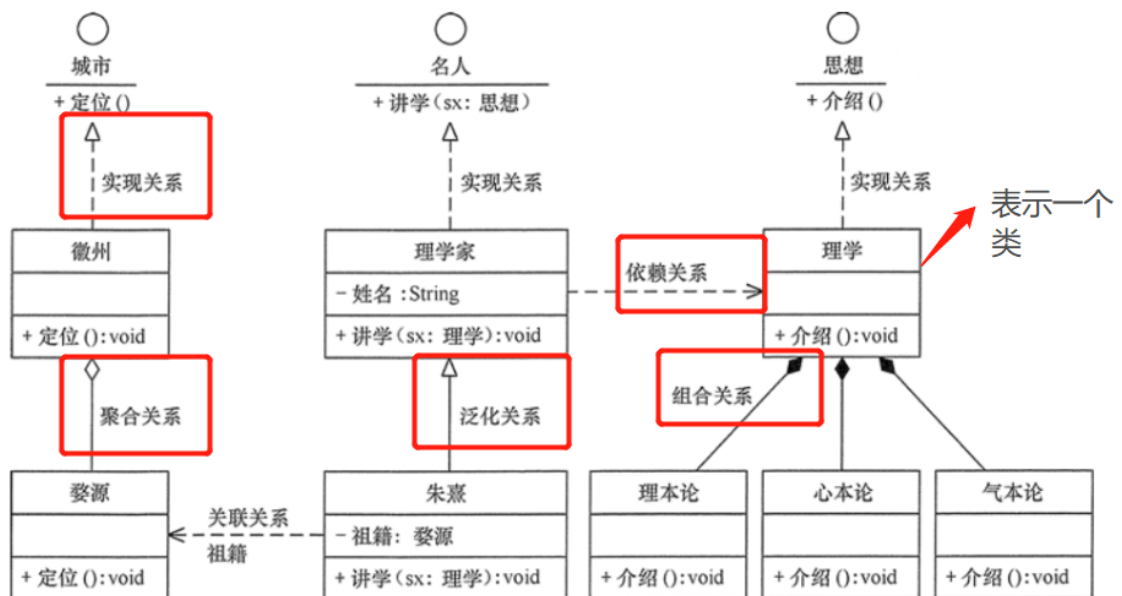 城市
+ 定位 ()
名人
+ 讲学 (sx: 思想)
思想
+ 介绍 ()
实现关系
实现关系
实现关系
表示一个
类
徽州
+ 定位 (): void
理学家
- 姓名 : String
+ 讲学 (sx: 理学): void
依赖关系
理学
+ 介绍 (): void
聚合关系
泛化关系
组合关系
婺源
+ 定位 (): void
关联关系
祖籍
朱熹
- 祖籍: 婺源
+ 讲学 (sx: 理学): void
理本论
+ 介绍 (): void
心本论
+ 介绍 (): void
气本论
+ 介绍 (): void